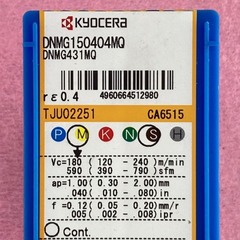 KYOCERA
DNMG150404MQ
DNMG431MQ
rε0.4 4960664512980
TJU02251 CA6515
P M K N S H
Vc=180 (120 - 240) m/min
590 (390 - 790) sfm
ap=1.00 (0.30 - 2.00) mm
.040 (.010 - .080) in
f =0.12 (0.05 - 0.20) mm/r
.005 (.002 - .008) ipr
Cont.